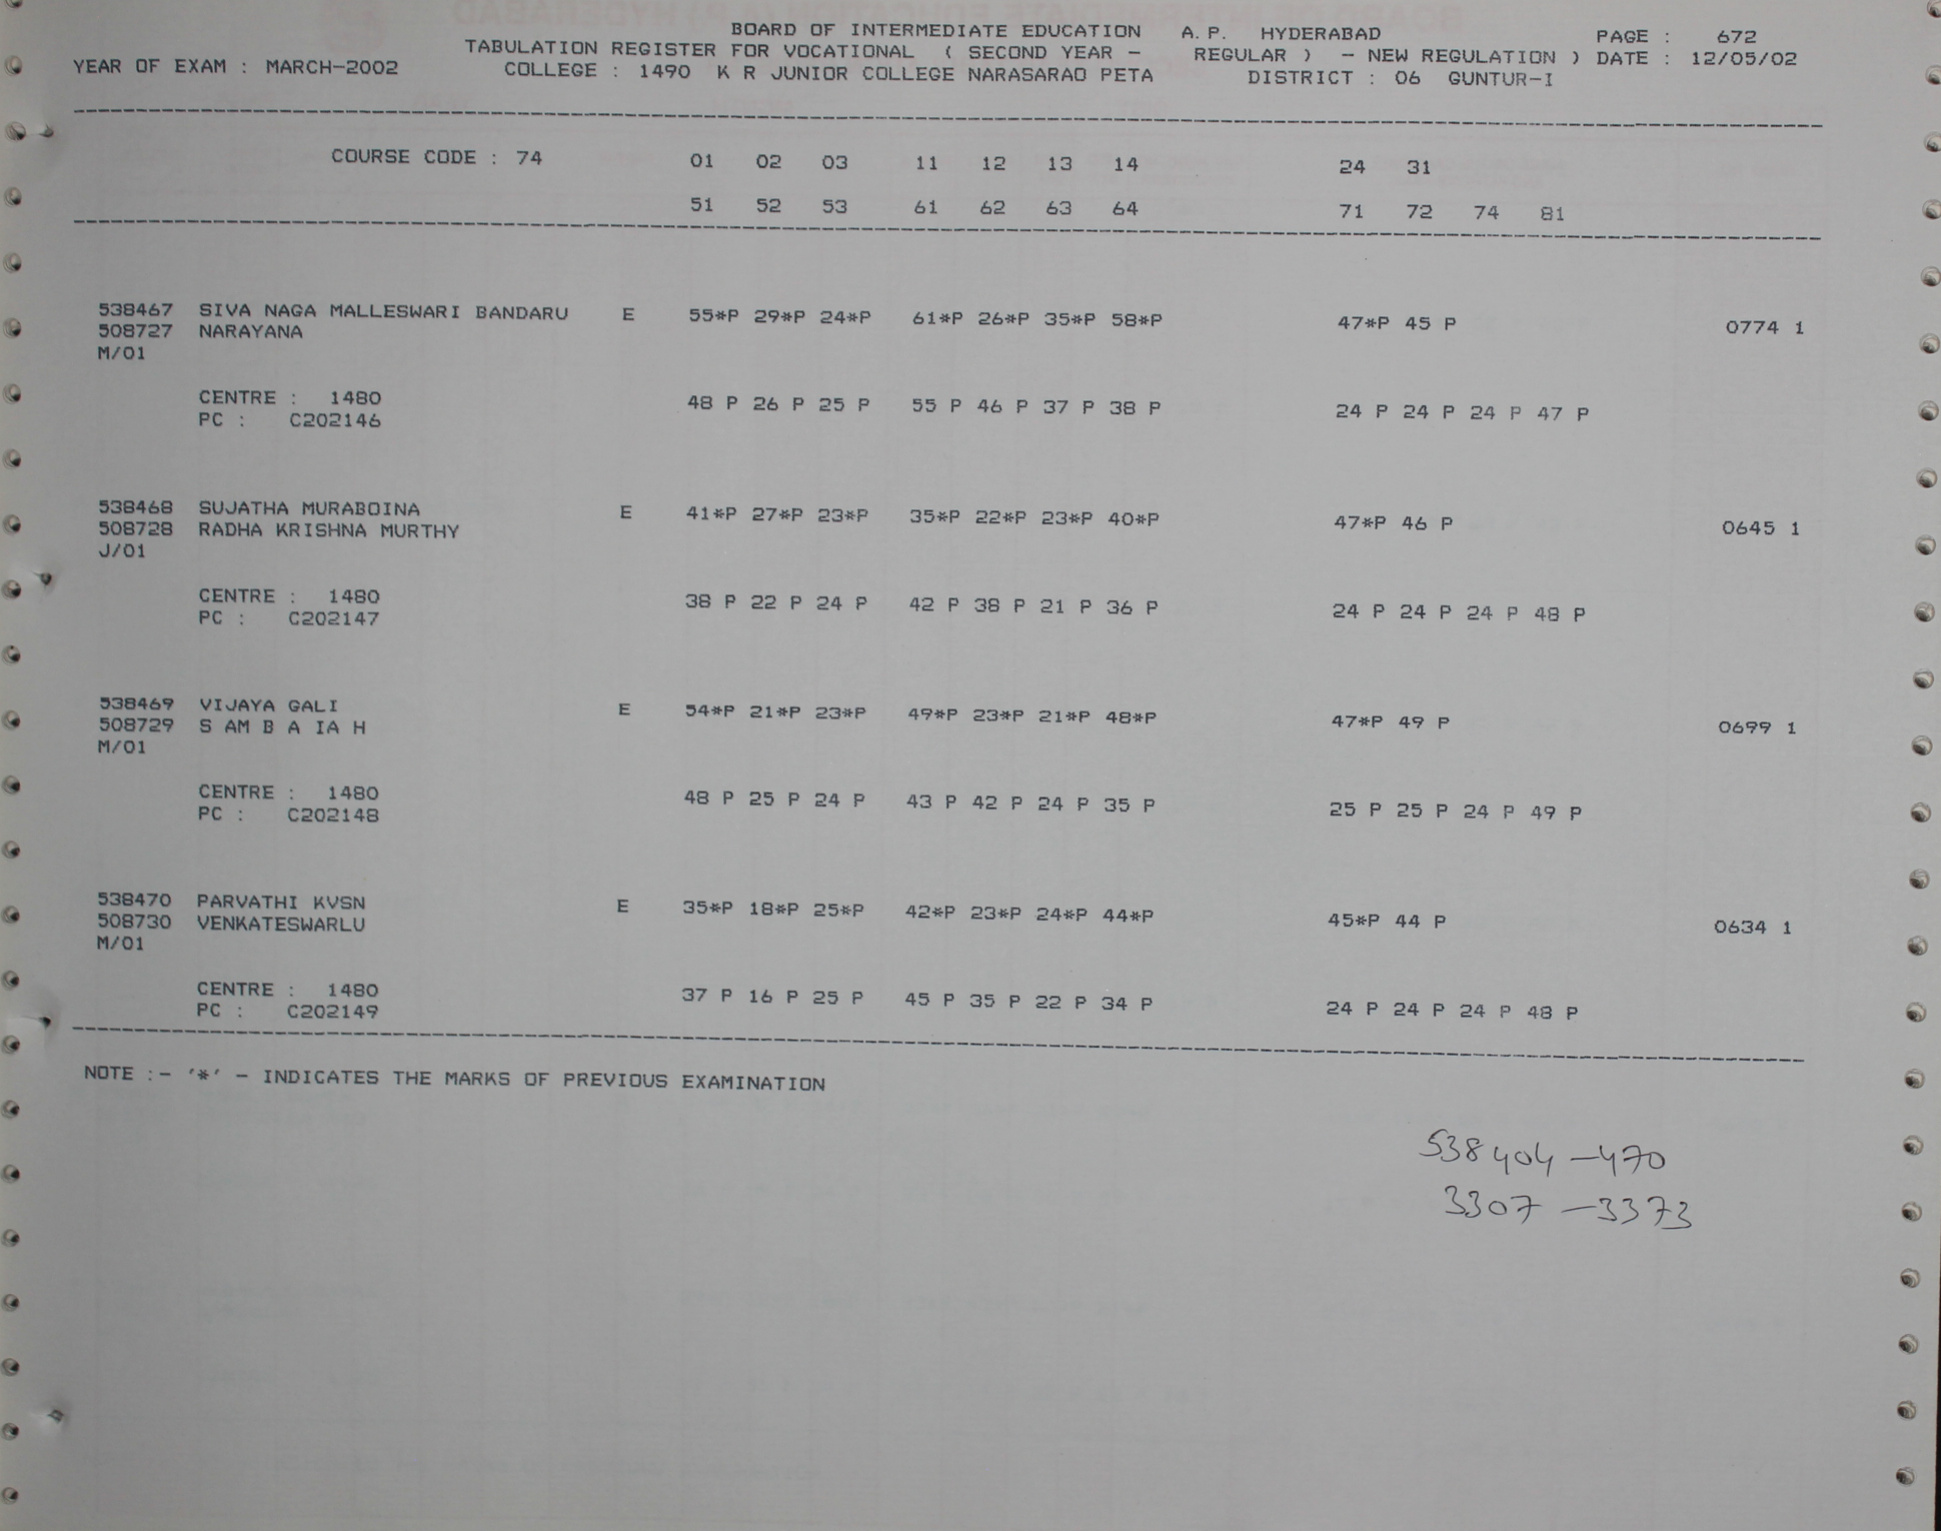 BOARD OF INTERMEDIATE EDUCATION A.P. HYDERABAD PAGE : 672
TABULATION REGISTER FOR VOCATIONAL ( SECOND YEAR - REGULAR ) - NEW REGULATION ) DATE : 12/05/02
YEAR OF EXAM : MARCH-2002 COLLEGE : 1490 K R JUNIOR COLLEGE NARASARAO PETA DISTRICT : 06 GUNTUR-I
COURSE CODE : 74 01 02 03 11 12 13 14 24 31
51 52 53 61 62 63 64 71 72 74 81
538467 SIVA NAGA MALLESWARI BANDARU E 55*P 29*P 24*P 61*P 26*P 35*P 58*P 47*P 45 P 0774 1
508727 NARAYANA
M/01
CENTRE : 1480 48 P 26 P 25 P 55 P 46 P 37 P 38 P 24 P 24 P 24 P 47 P
PC : C202146
538468 SUJATHA MURABOINA E 41*P 27*P 23*P 35*P 22*P 23*P 40*P 47*P 46 P 0645 1
508728 RADHA KRISHNA MURTHY
J/01
CENTRE : 1480 38 P 22 P 24 P 42 P 38 P 21 P 36 P 24 P 24 P 24 P 48 P
PC : C202147
538469 VIJAYA GALI E 54*P 21*P 23*P 49*P 23*P 21*P 48*P 47*P 49 P 0699 1
508729 S AM B A IA H
M/01
CENTRE : 1480 48 P 25 P 24 P 43 P 42 P 24 P 35 P 25 P 25 P 24 P 49 P
PC : C202148
538470 PARVATHI KVSN E 35*P 18*P 25*P 42*P 23*P 24*P 44*P 45*P 44 P 0634 1
508730 VENKATESWARLU
M/01
CENTRE : 1480 37 P 16 P 25 P 45 P 35 P 22 P 34 P 24 P 24 P 24 P 48 P
PC : C202149
NOTE :- '*' - INDICATES THE MARKS OF PREVIOUS EXAMINATION
538404-470
3307-3373